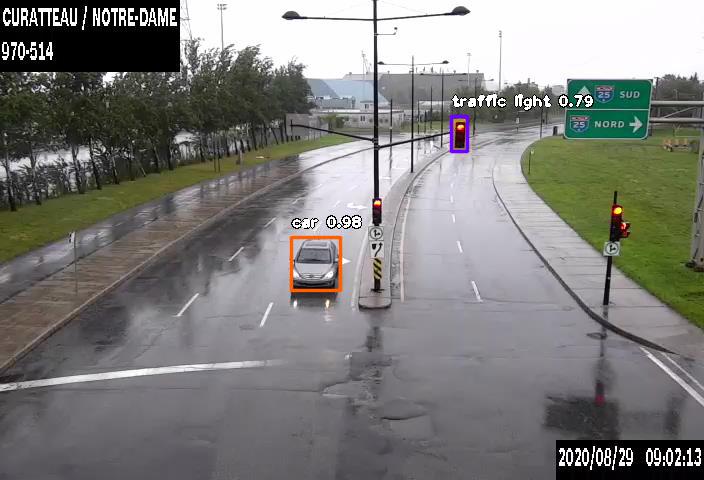 CURATTEAU / NOTRE-DAME
970-514
traffic light 0.79
25 SUD
25 NORD
car 0.98
2020/08/29 09:02:13